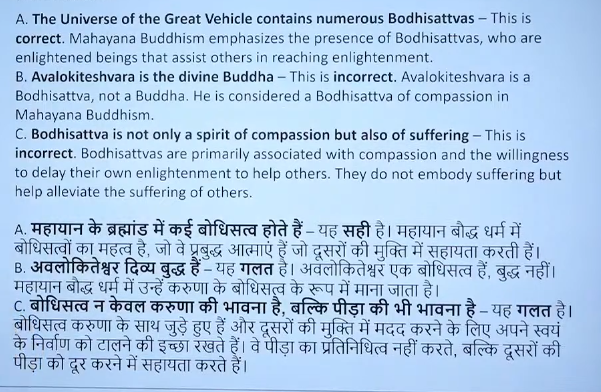 A. The Universe of the Great Vehicle contains numerous Bodhisattvas – This is
correct. Mahayana Buddhism emphasizes the presence of Bodhisattvas, who are
enlightened beings that assist others in reaching enlightenment.
B. Avalokiteshvara is the divine Buddha – This is incorrect. Avalokiteshvara is a
Bodhisattva, not a Buddha. He is considered a Bodhisattva of compassion in
Mahayana Buddhism.
C. Bodhisattva is not only a spirit of compassion but also of suffering – This is
incorrect. Bodhisattvas are primarily associated with compassion and the willingness
to delay their own enlightenment to help others. They do not embody suffering but
help alleviate the suffering of others.
A. महायान के ब्रह्मांड में कई बोधिसत्व होते हैं – यह सही है। महायान बौद्ध धर्म में
बोधिसत्वों का महत्व है, जो वे प्रबुद्ध आत्माएं हैं जो दूसरों की मुक्ति में सहायता करती हैं।
B. अवलोकितेश्वर दिव्य बुद्ध हैं – यह गलत है। अवलोकितेश्वर एक बोधिसत्व हैं, बुद्ध नहीं।
महायान बौद्ध धर्म में उन्हें करुणा के बोधिसत्व के रूप में माना जाता है।
C. बोधिसत्व न केवल करुणा की भावना है, बल्कि पीड़ा की भी भावना है – यह गलत है।
बोधिसत्व करुणा के साथ जुड़े हुए हैं और दूसरों की मुक्ति में मदद करने के लिए अपने स्वयं
के निर्वाण को टालने की इच्छा रखते हैं। वे पीड़ा का प्रतिनिधित्व नहीं करते, बल्कि दूसरों की
पीड़ा को दूर करने में सहायता करते हैं।